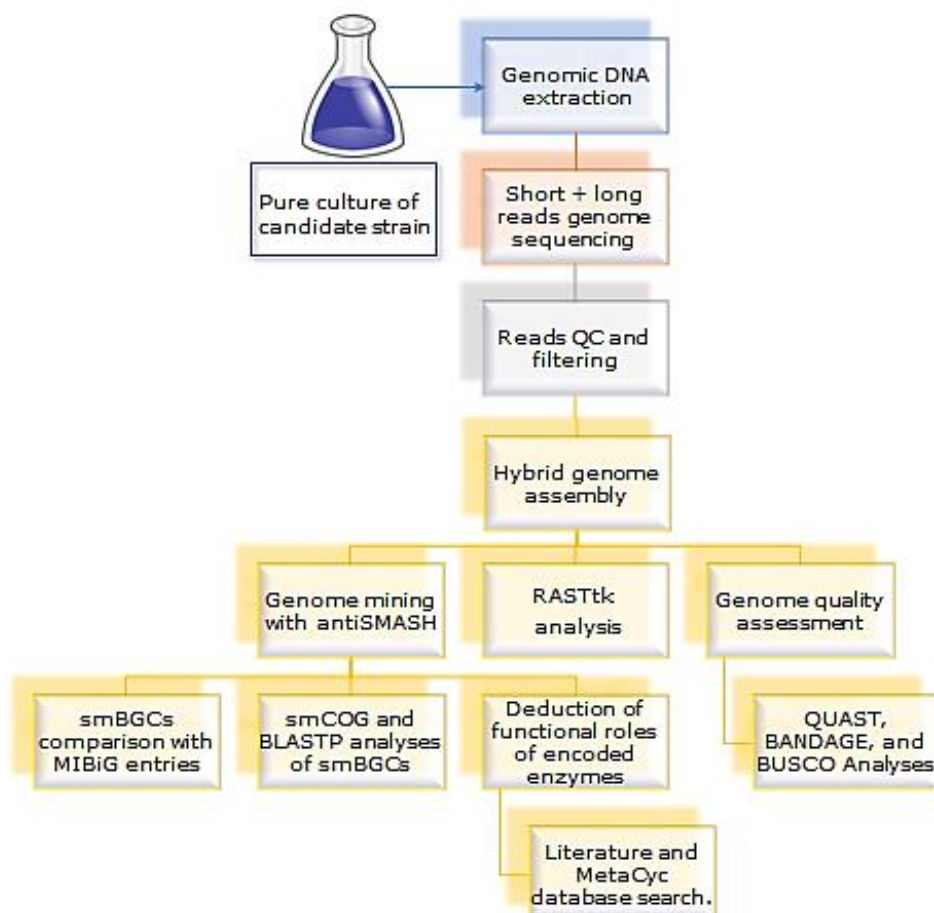 Genomic DNA
extraction
Pure culture of
candidate strain
Short + long
reads genome
sequencing
Reads QC and
filtering
Hybrid genome
assembly
Genome mining
with antiSMASH
RASTtk
analysis
Genome quality
assessment
smBGCs
comparison with
MIBiG entries
smCOG and
BLASTP analyses
of smBGCs
Deduction of
functional roles
of encoded
enzymes
QUAST,
BANDAGE, and
BUSCO Analyses
Literature and
MetaCyc
database search.